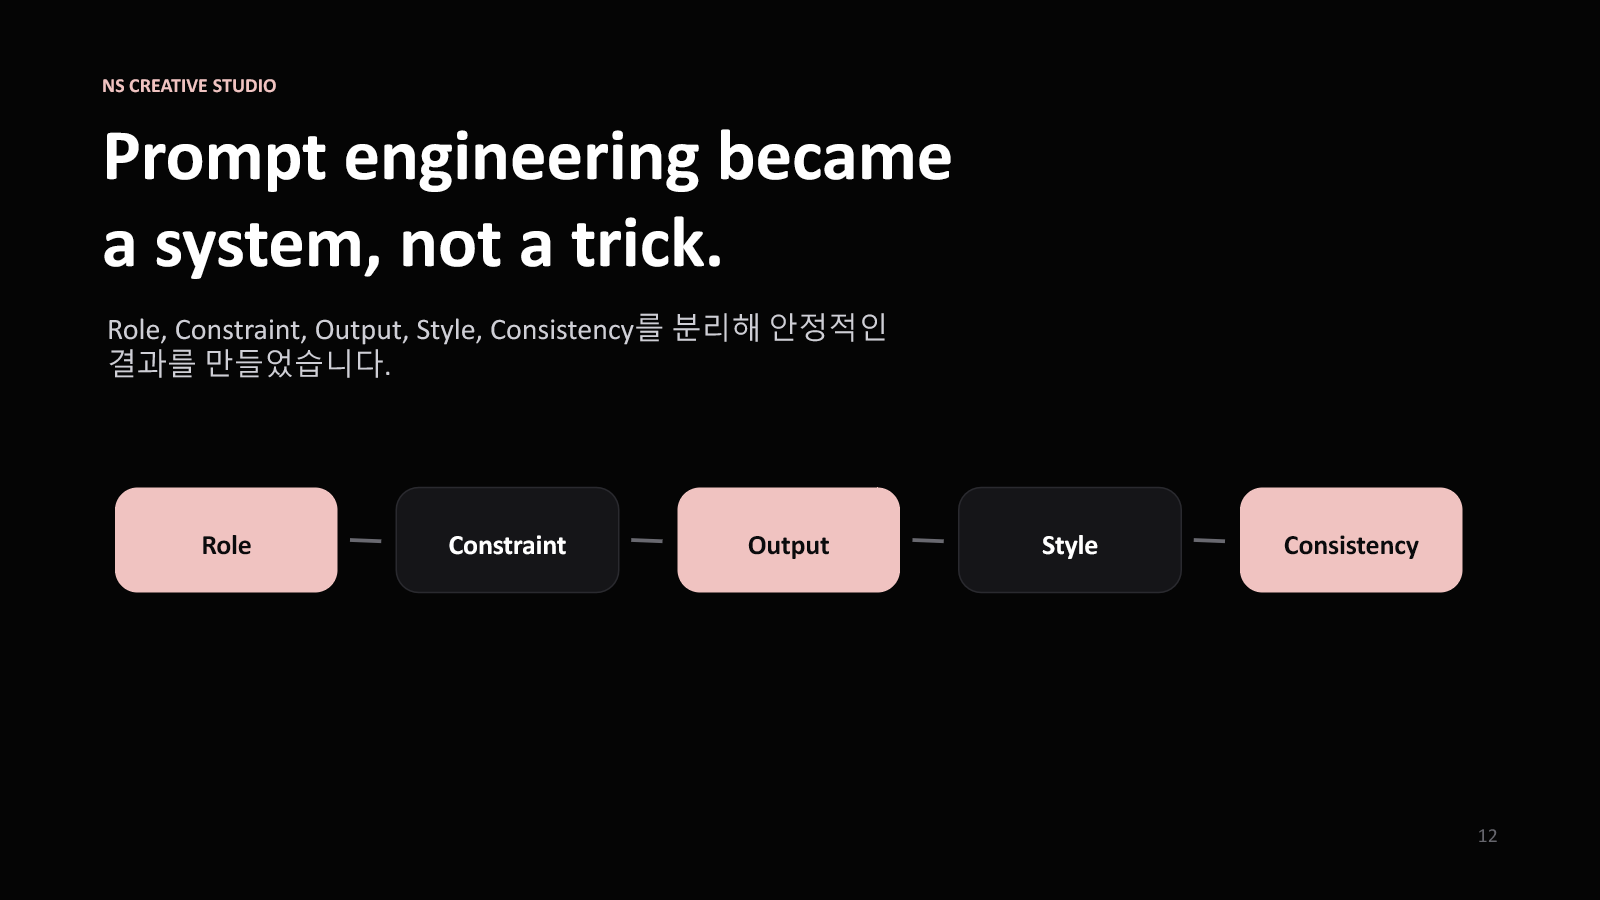 NS CREATIVE STUDIO
Prompt engineering became
a system, not a trick.
Role, Constraint, Output, Style, Consistency를 분리해 안정적인
결과를 만들었습니다.
Role
Constraint
Output
Style
Consistency
12